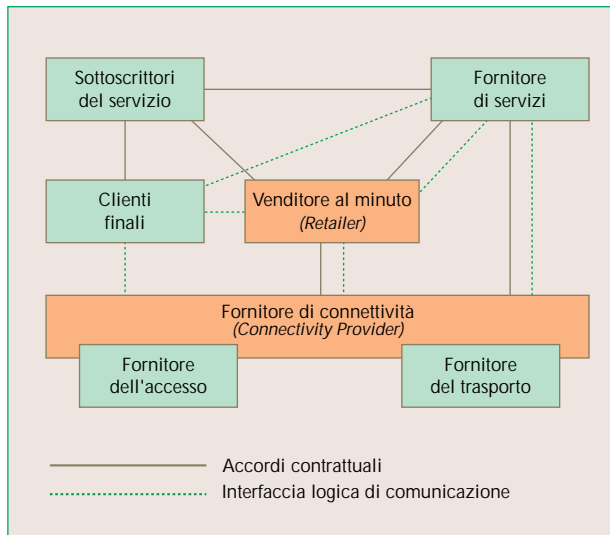 Sottoscrittori
del servizio
Fornitore
di servizi
Clienti
finali
Venditore al minuto
(Retailer)
Fornitore di connettività
(Connectivity Provider)
Fornitore
dell'accesso
Fornitore
del trasporto
Accordi contrattuali
Interfaccia logica di comunicazione